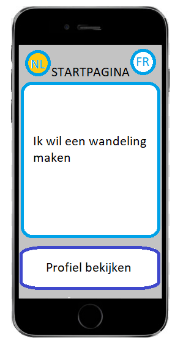 NL
FR
STARTPAGINA
Ik wil een wandeling
maken
Profiel bekijken